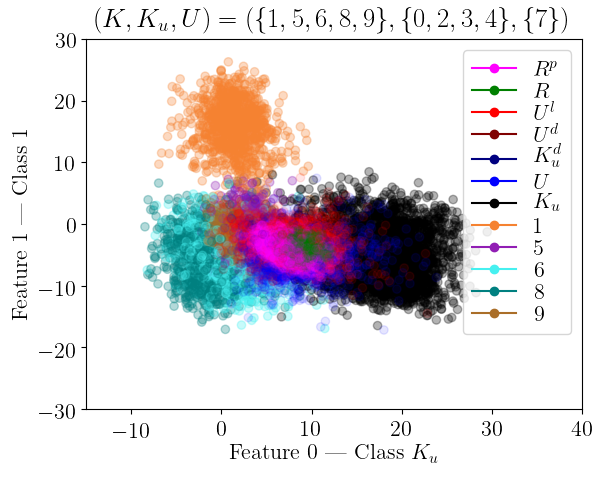 (K, K_u, U) = ({1, 5, 6, 8, 9}, {0, 2, 3, 4}, {7})
30
20
10
0
−10
−20
−30
Feature 1 — Class 1
−10 0 10 20 30 40
Feature 0 — Class K_u
R^p
R
U^l
U^d
K_u^d
U
K_u
1
5
6
8
9